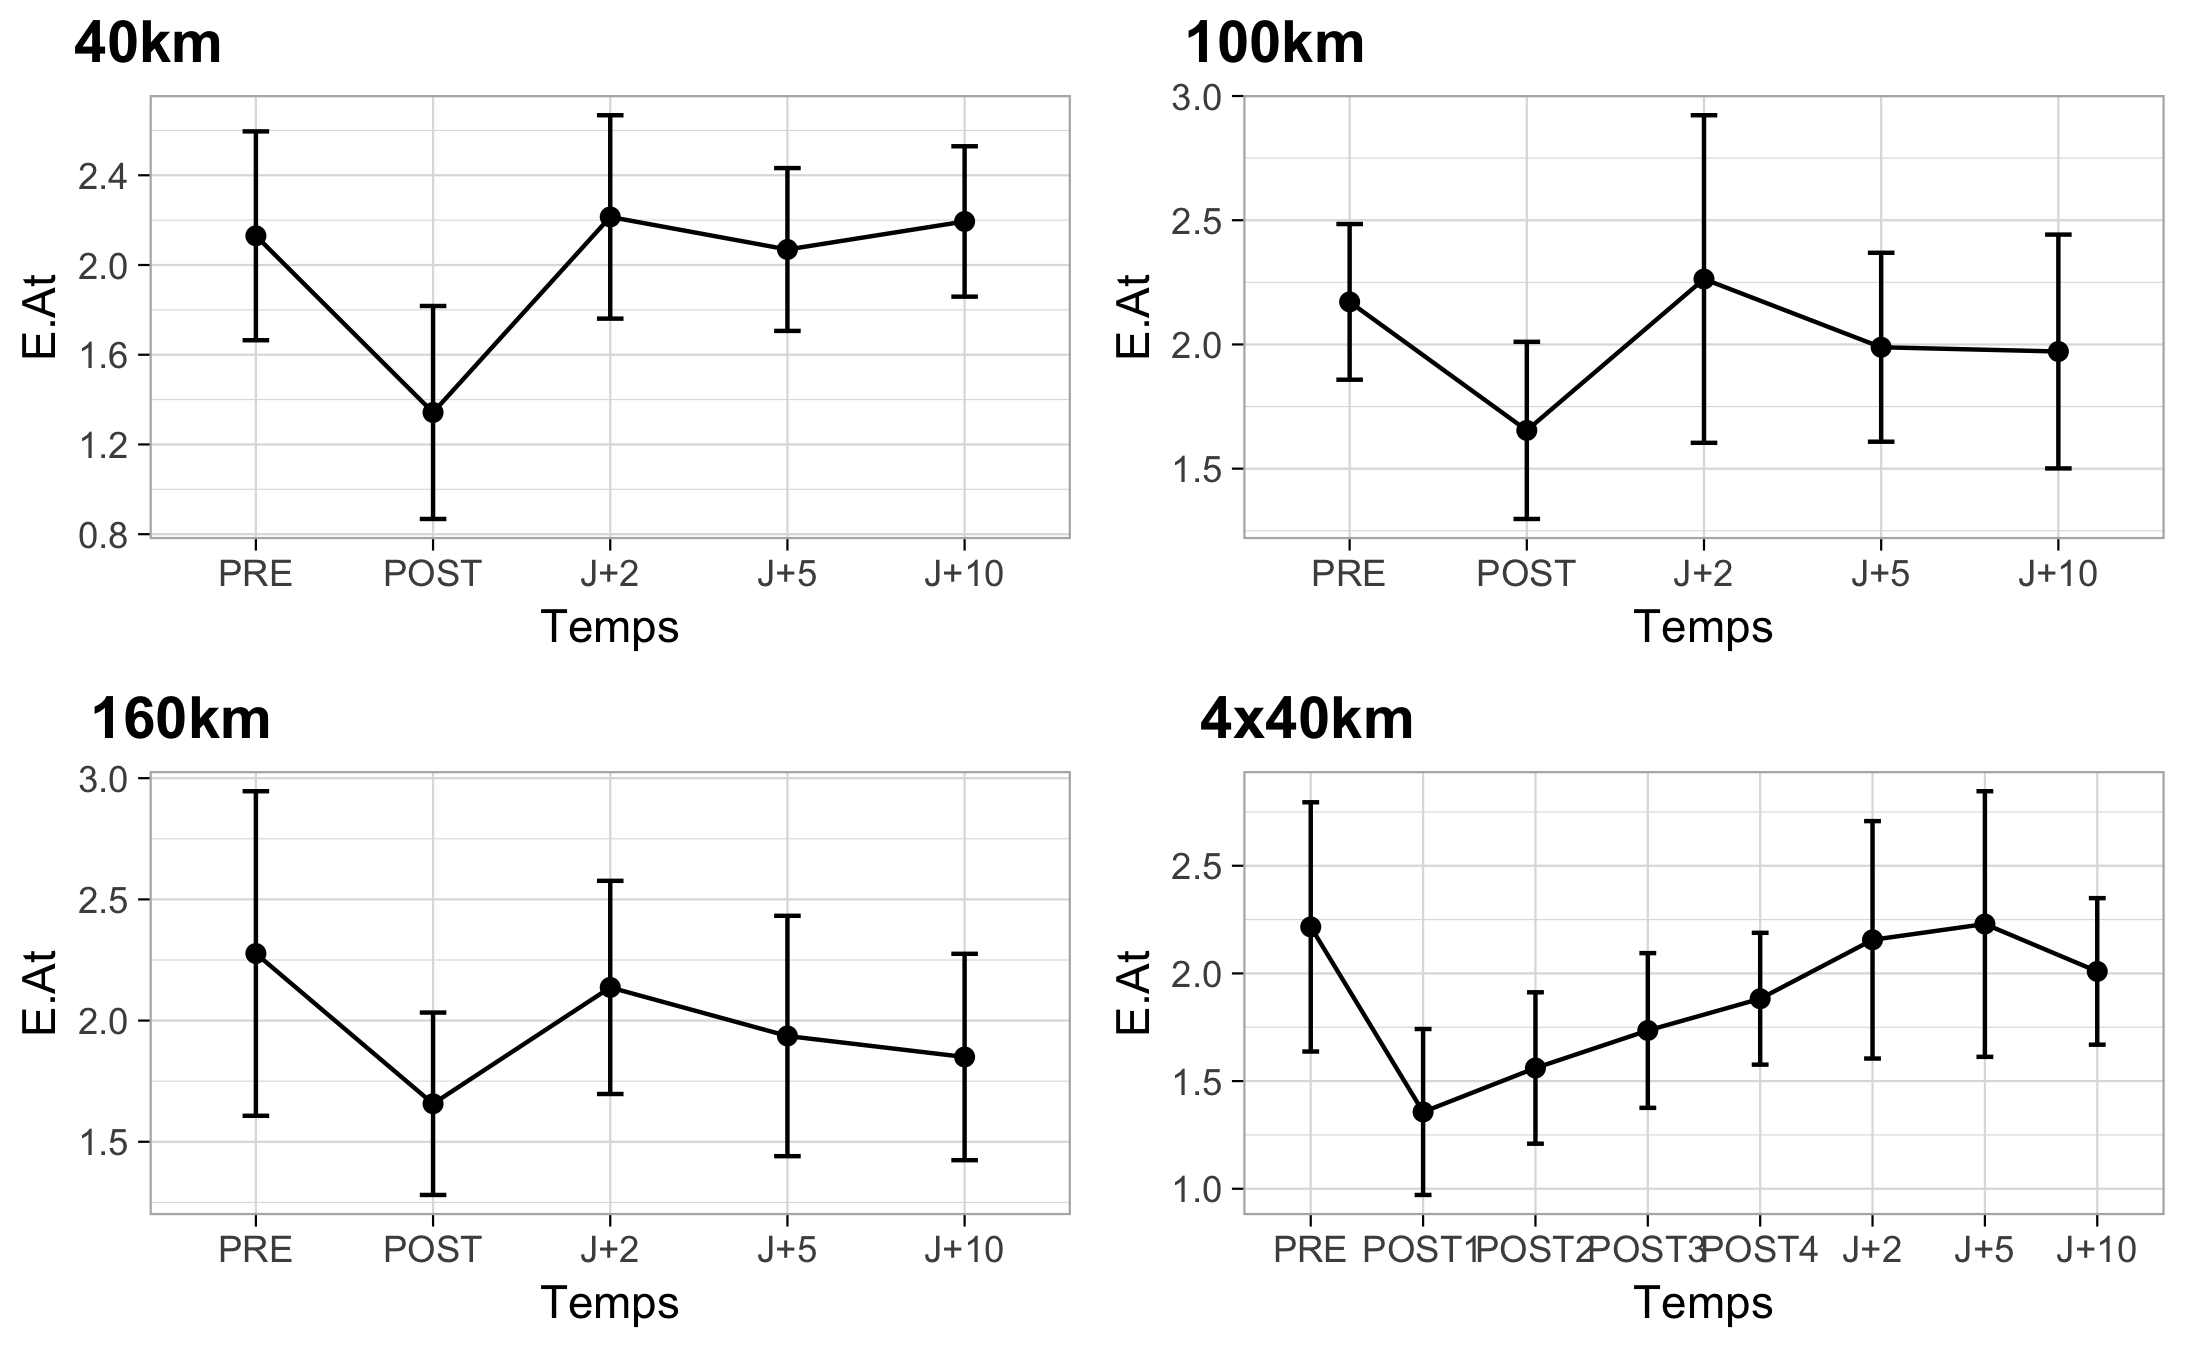 40km
E.At
2.4
2.0
1.6
1.2
0.8
PRE POST J+2 J+5 J+10
Temps
100km
E.At
3.0
2.5
2.0
1.5
PRE POST J+2 J+5 J+10
Temps
160km
E.At
3.0
2.5
2.0
1.5
PRE POST J+2 J+5 J+10
Temps
4x40km
E.At
2.5
2.0
1.5
1.0
PRE POST1 POST2 POST3 POST4 J+2 J+5 J+10
Temps